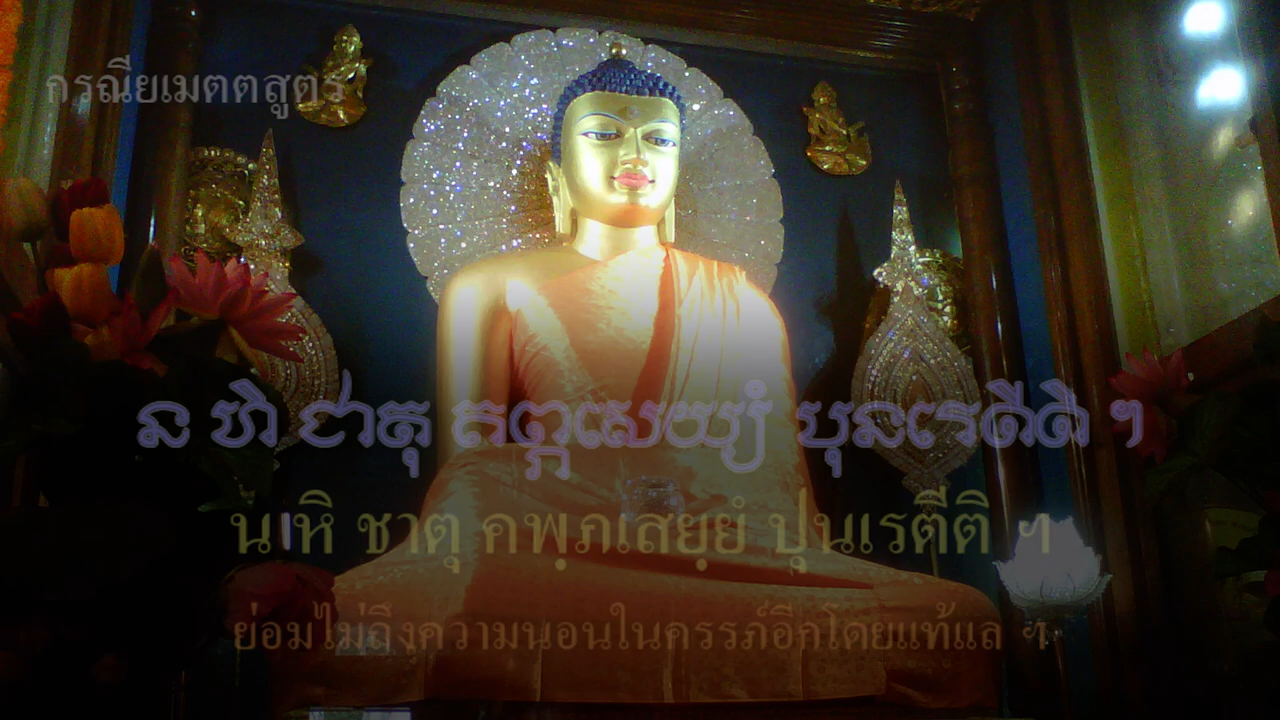 กรณียเมตตสูตร
ន ហិ ជាតុ គព្ភសេយ្យំ បុនរេតីតិ ฯ
น หิ ชาตุ คพฺภเสยฺยํ ปุนเรตีติ ฯ
ย่อมไม่ถึงความนอนในครรภ์อีกโดยแท้แล ฯ